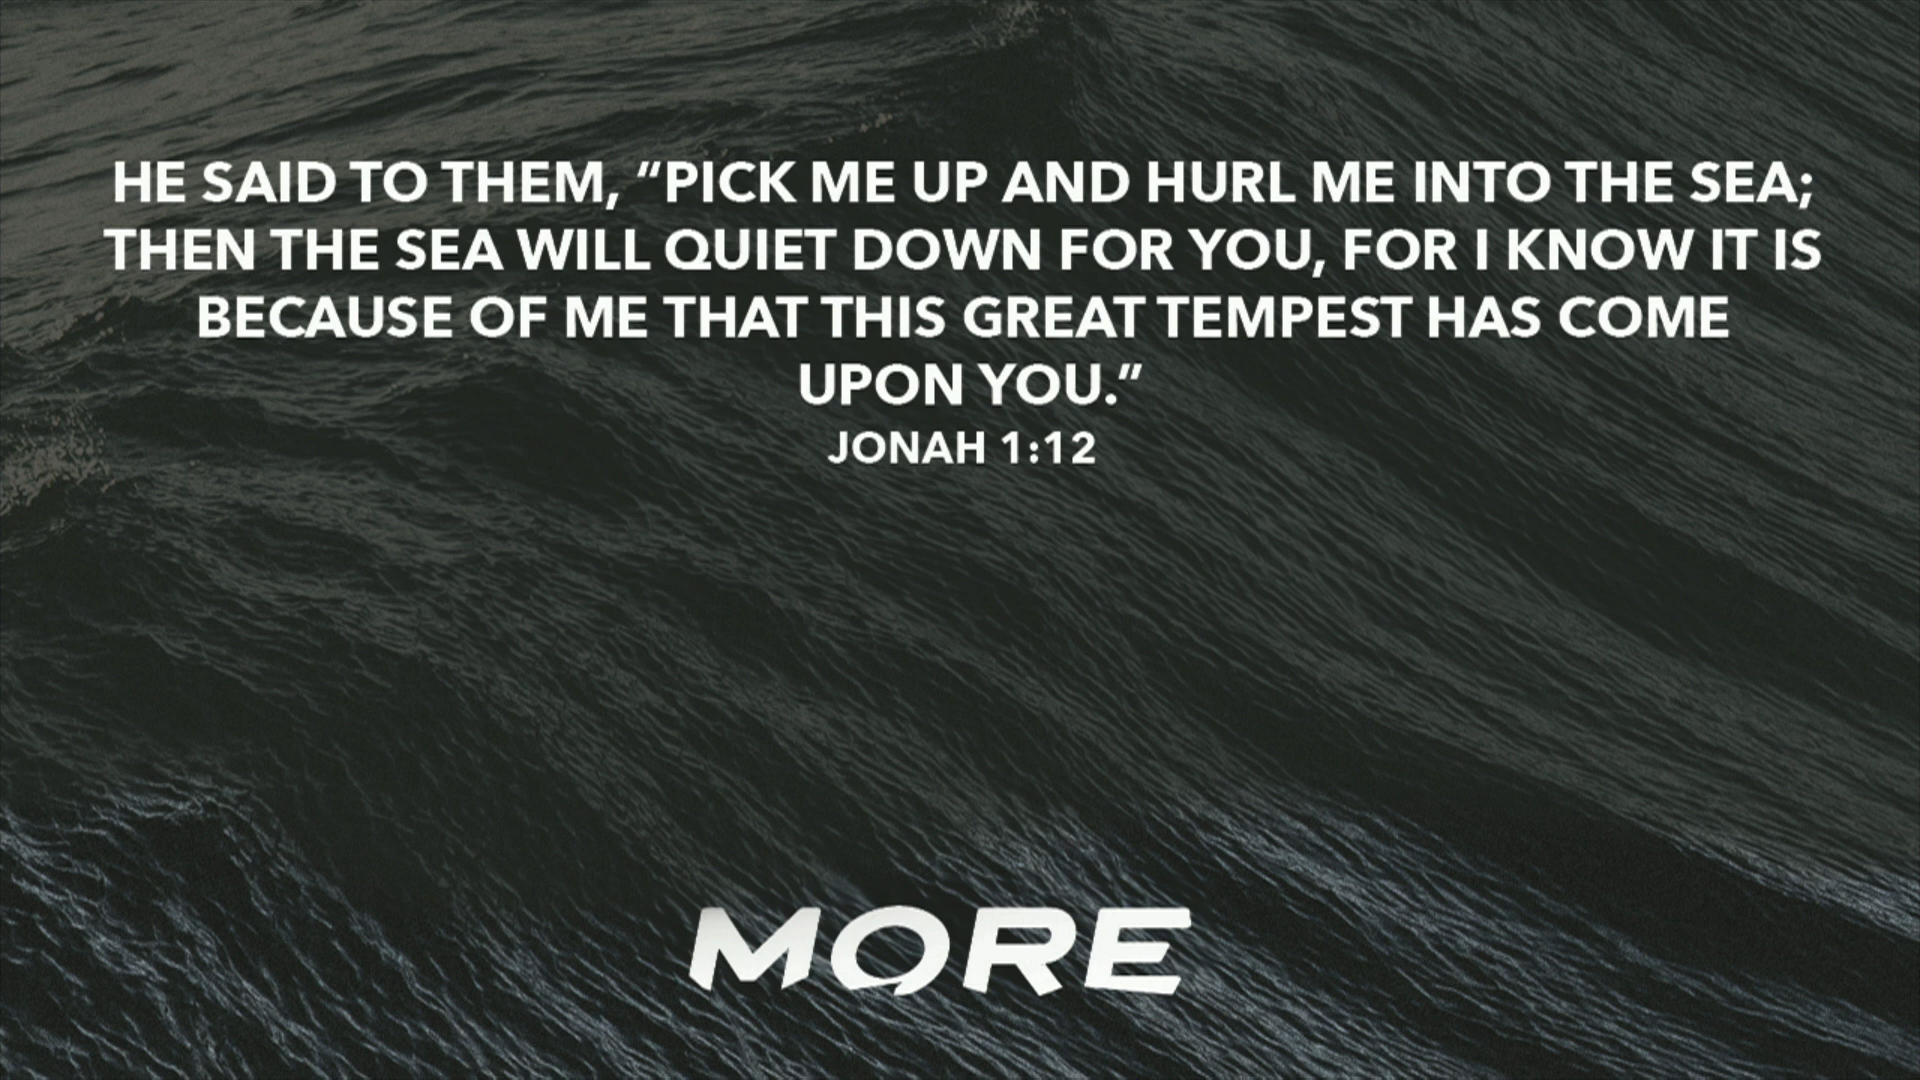 HE SAID TO THEM, “PICK ME UP AND HURL ME INTO THE SEA;
THEN THE SEA WILL QUIET DOWN FOR YOU, FOR I KNOW IT IS
BECAUSE OF ME THAT THIS GREAT TEMPEST HAS COME
UPON YOU.”
JONAH 1:12
MORE